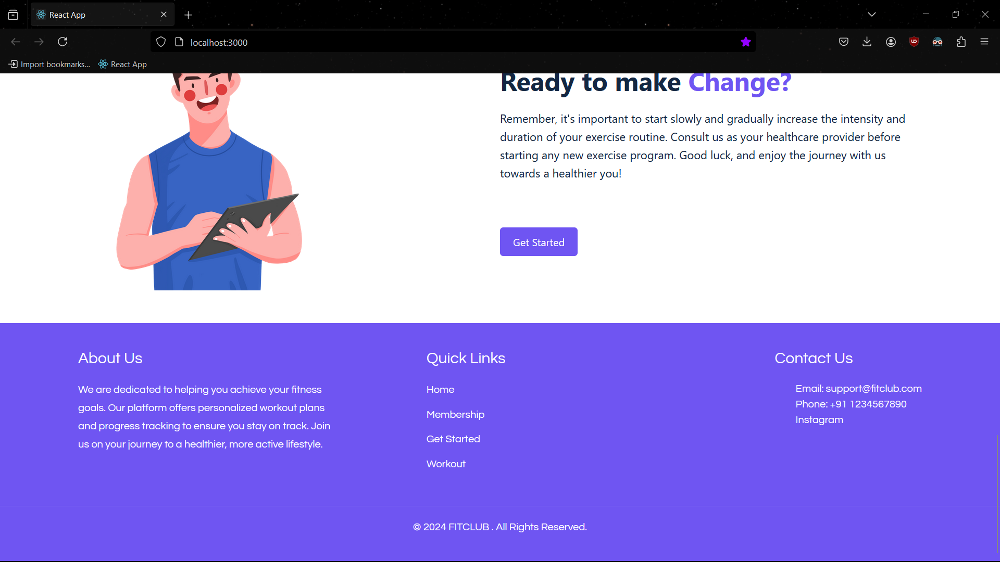 React App
localhost:3000
Import bookmarks...
React App
Ready to make Change?
Remember, it's important to start slowly and gradually increase the intensity and
duration of your exercise routine. Consult us as your healthcare provider before
starting any new exercise program. Good luck, and enjoy the journey with us
towards a healthier you!
Get Started
About Us
We are dedicated to helping you achieve your fitness
goals. Our platform offers personalized workout plans
and progress tracking to ensure you stay on track. Join
us on your journey to a healthier, more active lifestyle.
Quick Links
Home
Membership
Get Started
Workout
Contact Us
Email: support@fitclub.com
Phone: +91 1234567890
Instagram
© 2024 FITCLUB . All Rights Reserved.